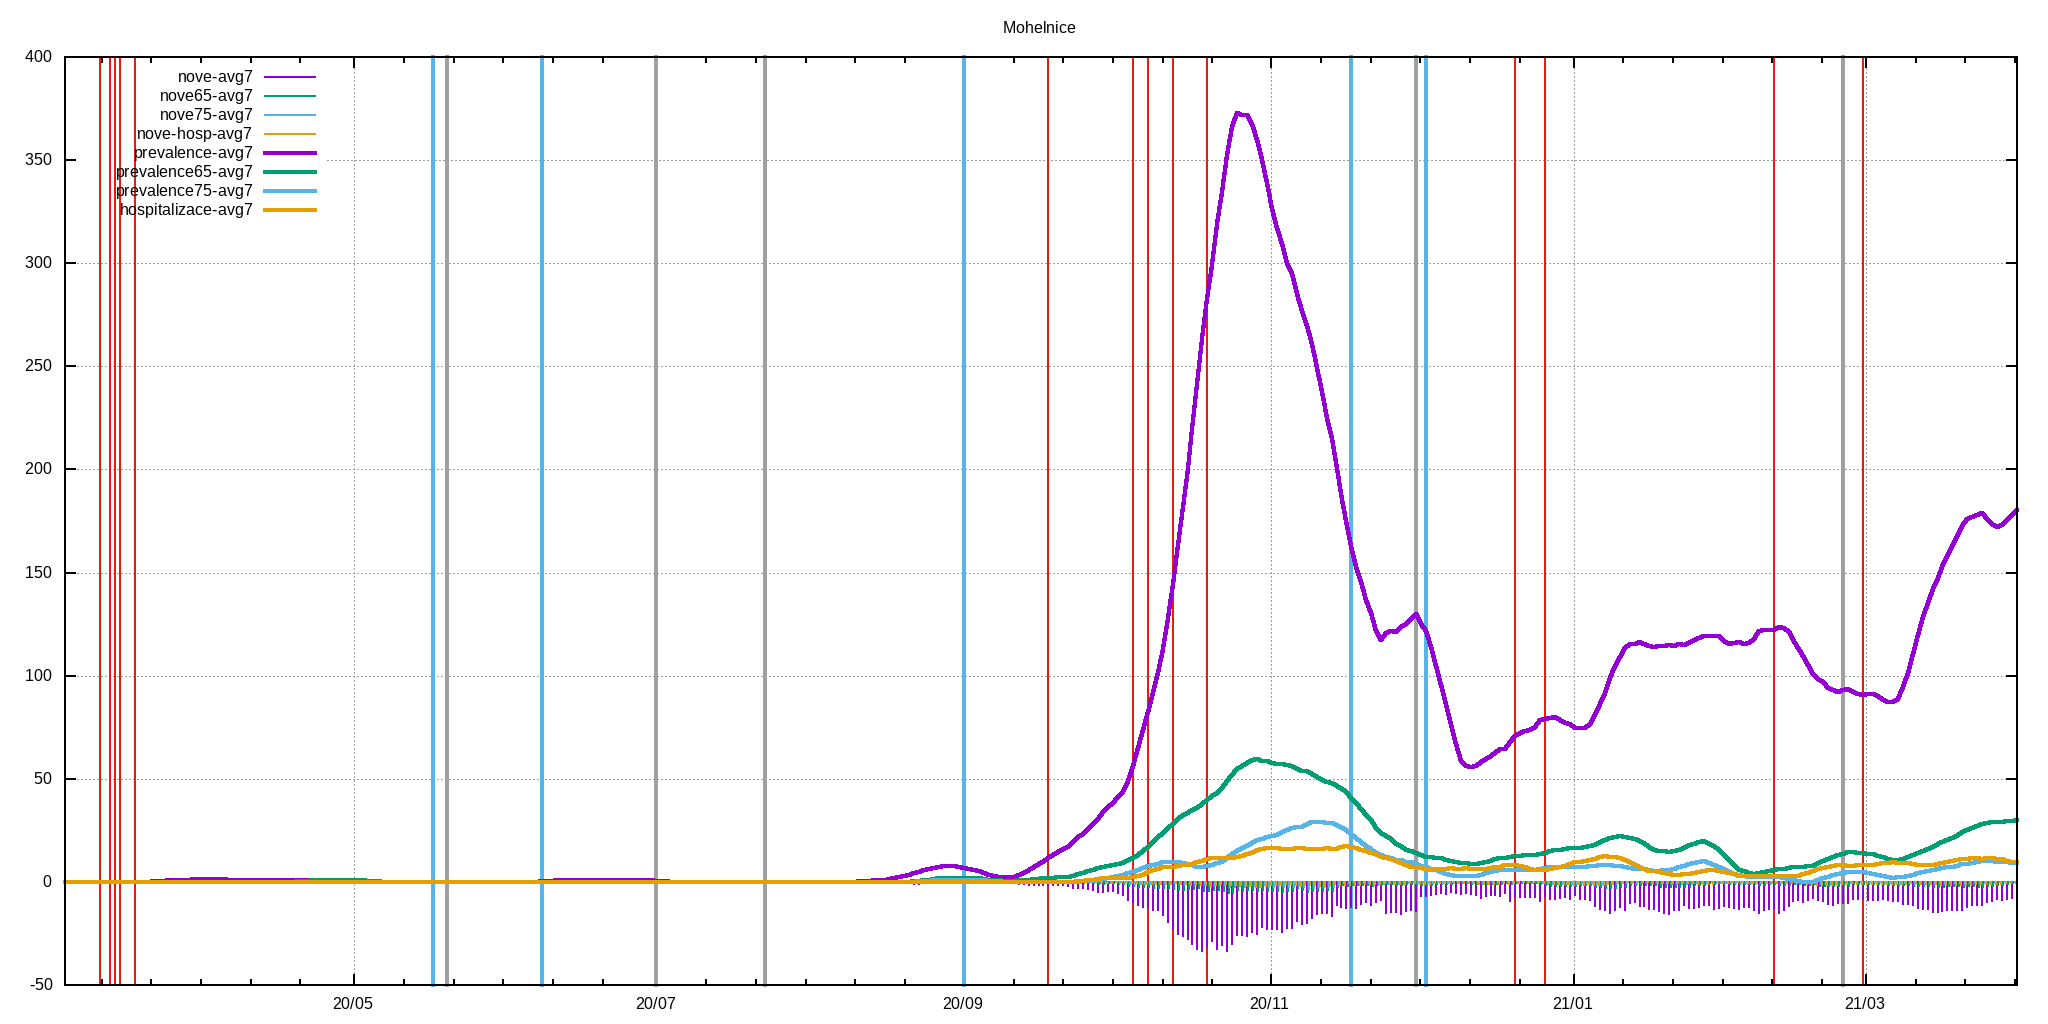 Mohelnice
400
350
300
250
200
150
100
50
0
-50
nove-avg7
nove65-avg7
nove75-avg7
nove-hosp-avg7
prevalence-avg7
prevalence65-avg7
prevalence75-avg7
hospitalizace-avg7
20/05 20/07 20/09 20/11 21/01 21/03